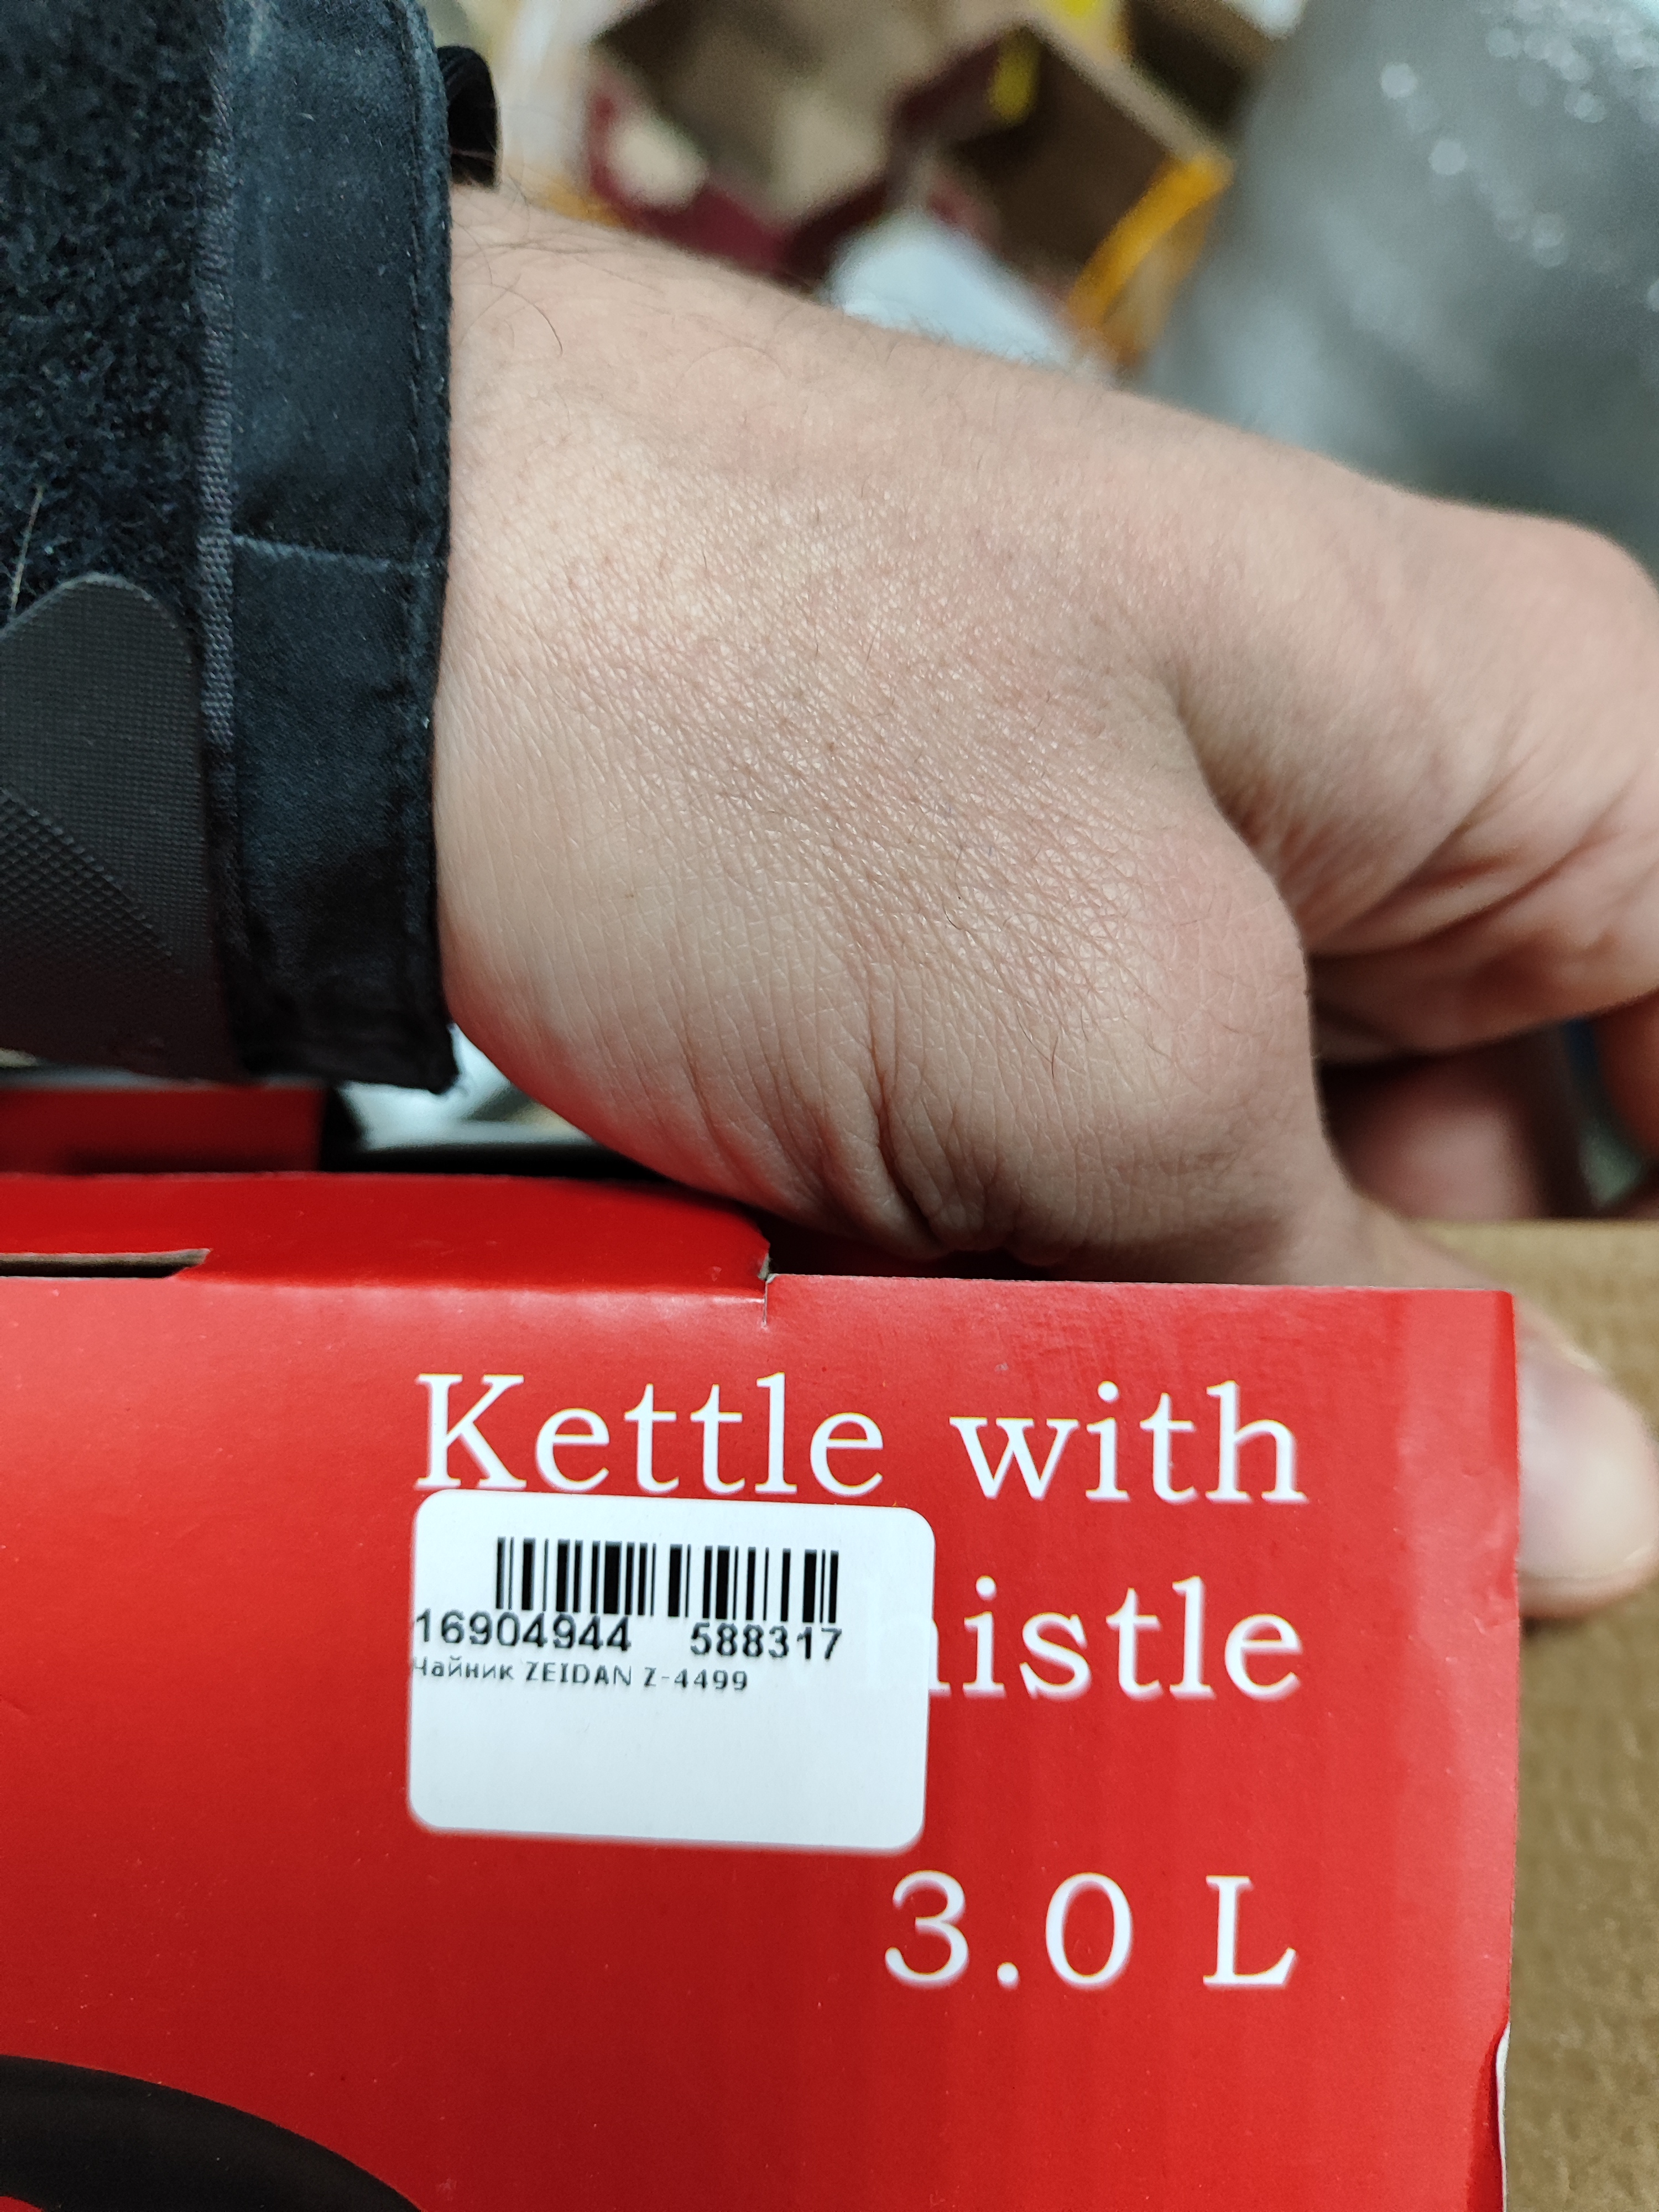 Kettle with
16904944 588317
Чайник ZEIDAN Z-4499
histle
3.0 L